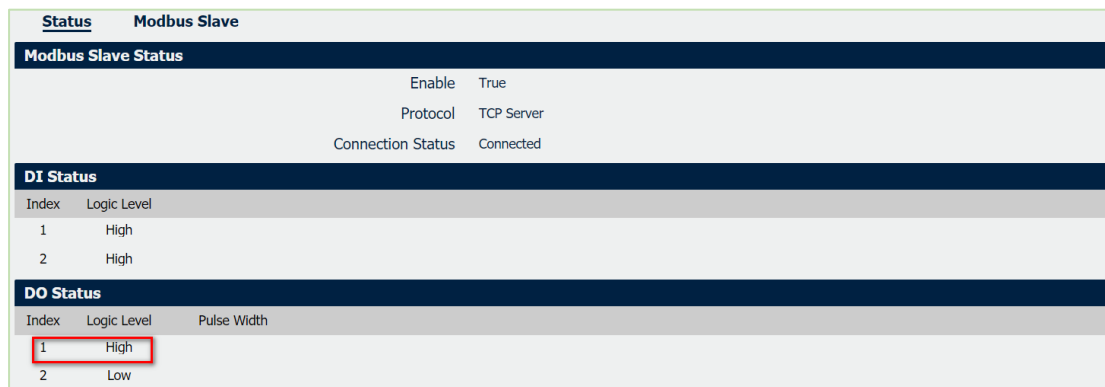 Status Modbus Slave
Modbus Slave Status
Enable True
Protocol TCP Server
Connection Status Connected
DI Status
Index Logic Level
1 High
2 High
DO Status
Index Logic Level Pulse Width
1 High
2 Low